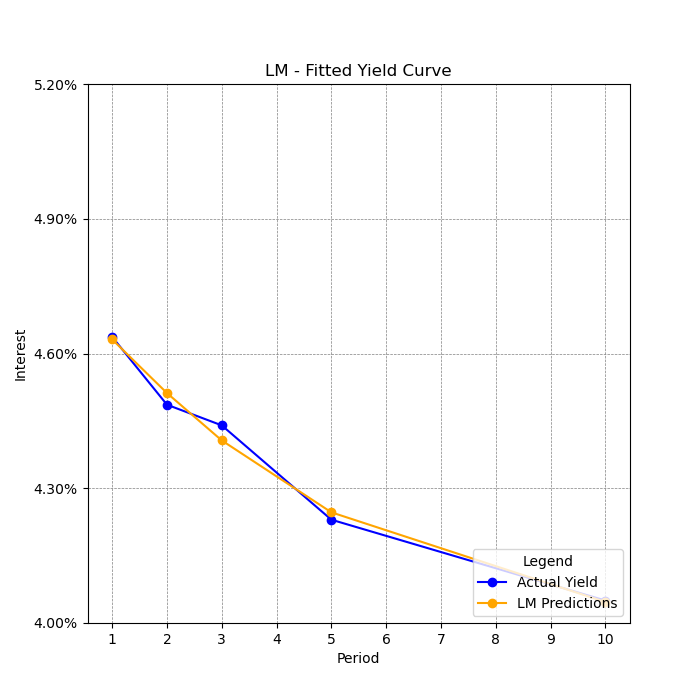 LM - Fitted Yield Curve
5.20%
4.90%
4.60%
4.30%
4.00%
Interest
1 2 3 4 5 6 7 8 9 10
Period
Legend
Actual Yield
LM Predictions